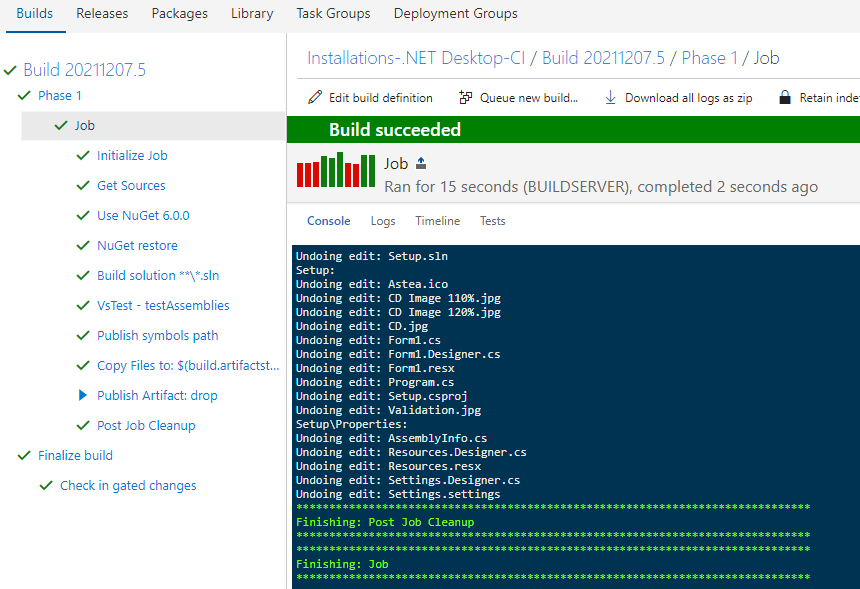 Builds Releases Packages Library Task Groups Deployment Groups
Build 20211207.5
Phase 1
Job
Initialize Job
Get Sources
Use NuGet 6.0.0
NuGet restore
Build solution **\*.sln
VsTest - testAssemblies
Publish symbols path
Copy Files to: $(build.artifactst...
Publish Artifact: drop
Post Job Cleanup
Finalize build
Check in gated changes
Installations-.NET Desktop-CI / Build 20211207.5 / Phase 1 / Job
Edit build definition Queue new build... Download all logs as zip Retain inde
Build succeeded
Job
Ran for 15 seconds (BUILDSERVER), completed 2 seconds ago
Console Logs Timeline Tests
Undoing edit: Setup.sln
Setup:
Undoing edit: Astea.ico
Undoing edit: CD Image 110%.jpg
Undoing edit: CD Image 120%.jpg
Undoing edit: CD.jpg
Undoing edit: Form1.cs
Undoing edit: Form1.Designer.cs
Undoing edit: Form1.resx
Undoing edit: Program.cs
Undoing edit: Setup.csproj
Undoing edit: Validation.jpg
Setup\Properties:
Undoing edit: AssemblyInfo.cs
Undoing edit: Resources.Designer.cs
Undoing edit: Resources.resx
Undoing edit: Settings.Designer.cs
Undoing edit: Settings.settings
******************************************************************************
Finishing: Post Job Cleanup
******************************************************************************
******************************************************************************
Finishing: Job
******************************************************************************